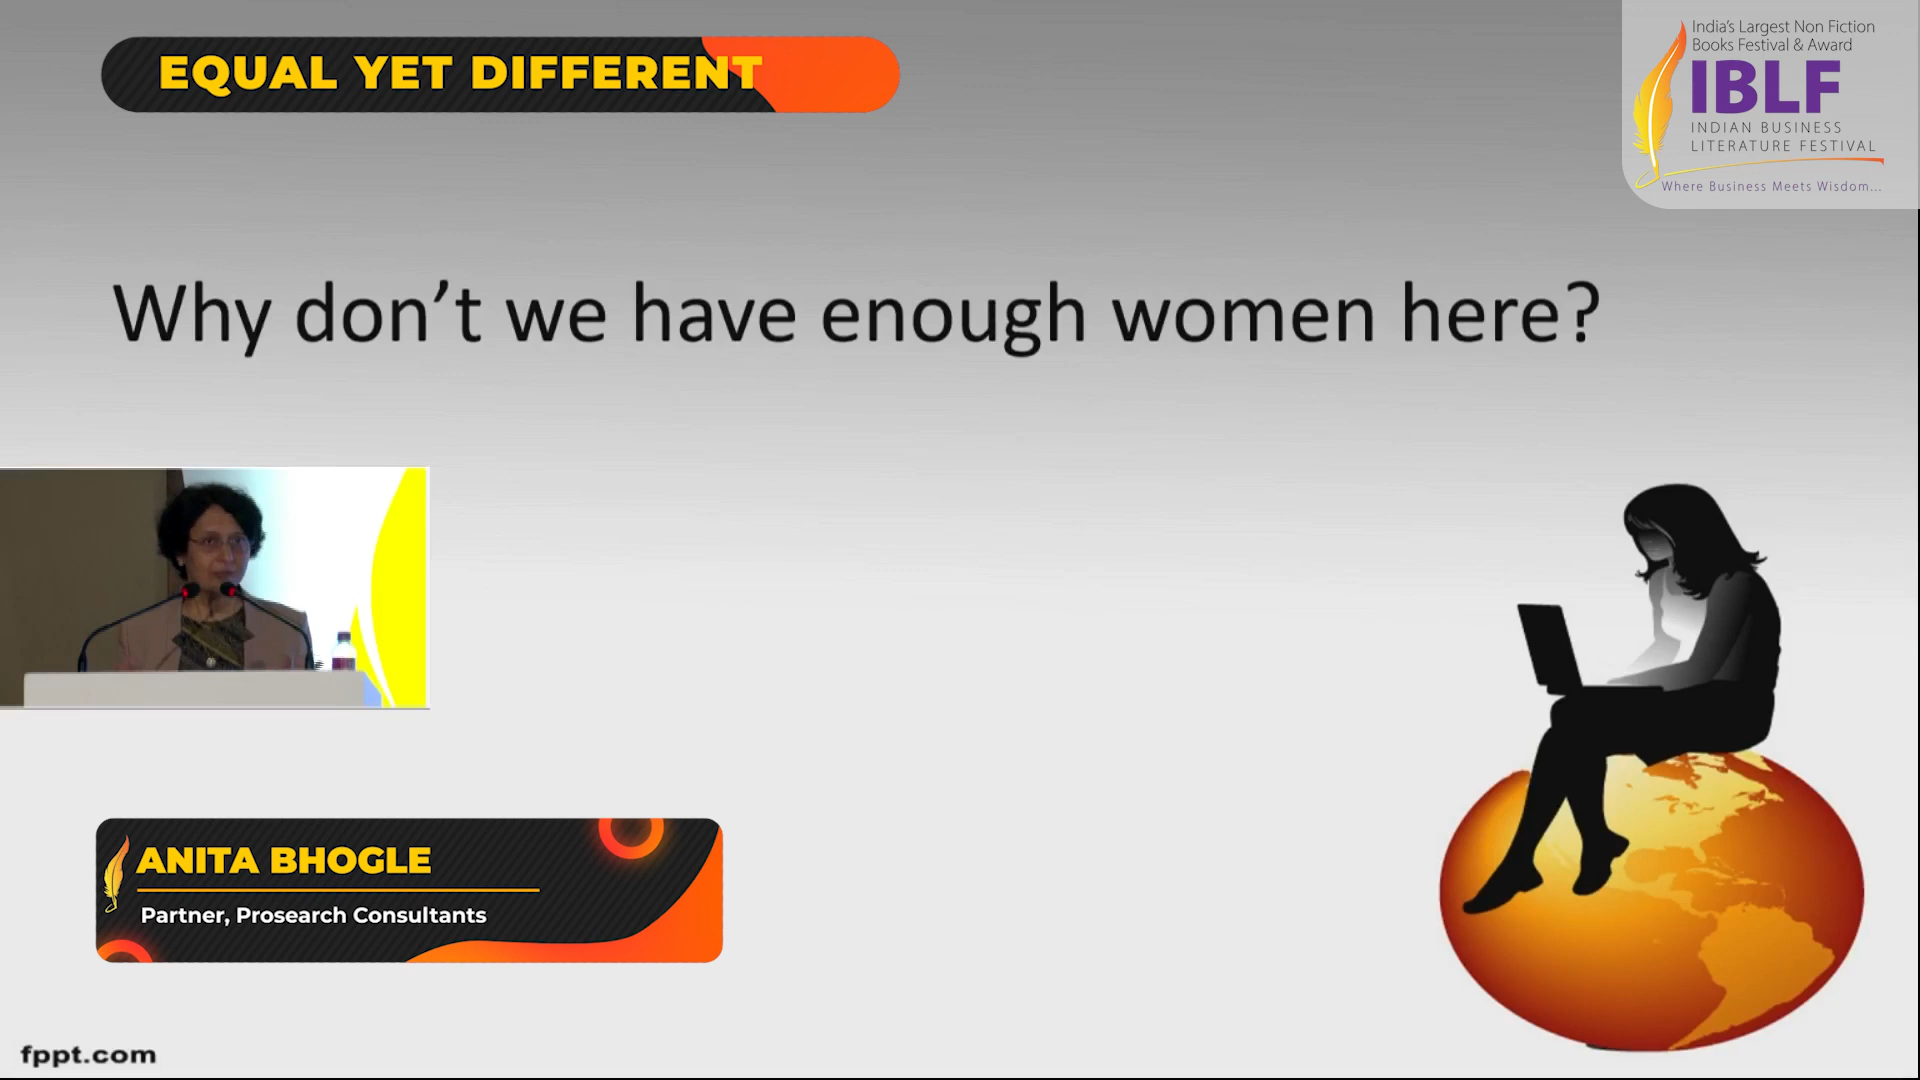 EQUAL YET DIFFERENT
India's Largest Non Fiction
Books Festival & Award
IBLF
INDIAN BUSINESS
LITERATURE FESTIVAL
Where Business Meets Wisdom...
Why don't we have enough women here?
ANITA BHOGLE
Partner, Prosearch Consultants
fppt.com